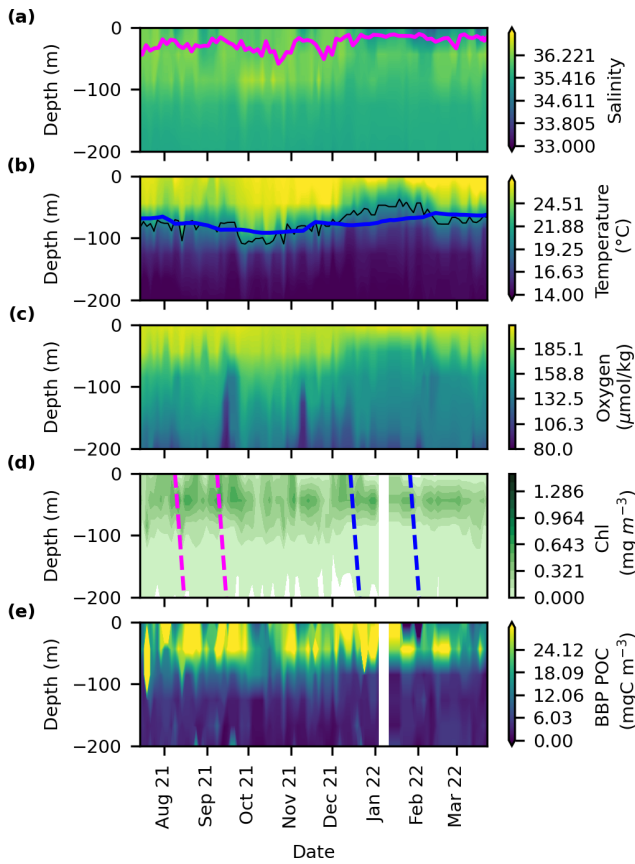 (a)
0
−100
−200
Depth (m)
36.221
35.416
34.611
33.805
33.000
Salinity
(b)
0
−100
−200
Depth (m)
24.51
21.88
19.25
16.63
14.00
Temperature
(°C)
(c)
0
−100
−200
Depth (m)
185.1
158.8
132.5
106.3
80.0
Oxygen
(μmol/kg)
(d)
0
−100
−200
Depth (m)
1.286
0.964
0.643
0.321
0.000
Chl
(mg m⁻³)
(e)
0
−100
−200
Depth (m)
24.12
18.09
12.06
6.03
0.00
BBP POC
(mgC m⁻³)
Aug 21
Sep 21
Oct 21
Nov 21
Dec 21
Jan 22
Feb 22
Mar 22
Date